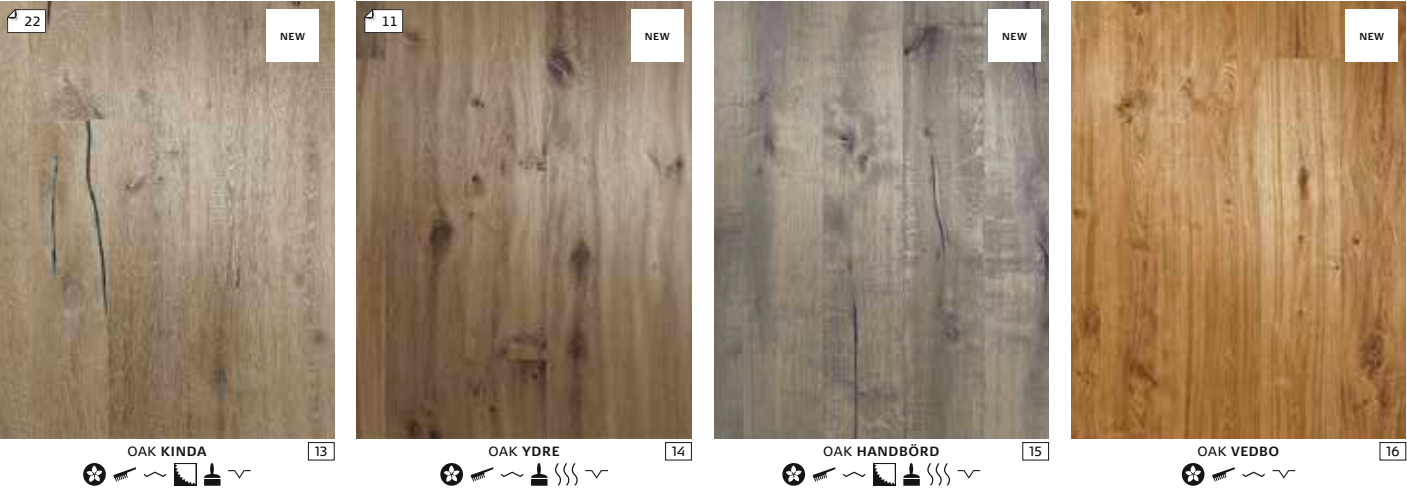 22
NEW
11
NEW
NEW
NEW
OAK KINDA 13
OAK YDRE 14
OAK HANDBÖRD 15
OAK VEDBO 16